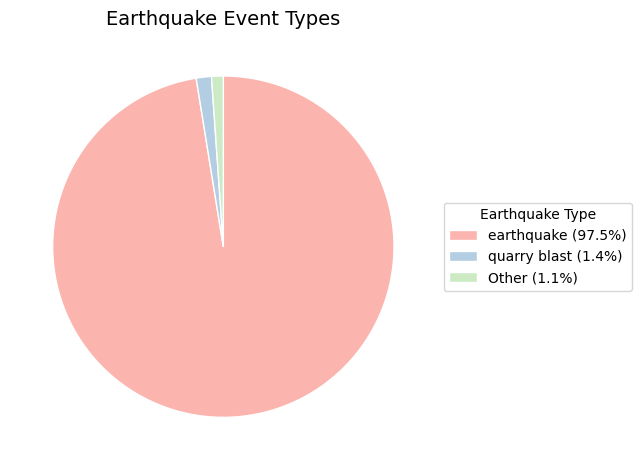 Earthquake Event Types
Earthquake Type
earthquake (97.5%)
quarry blast (1.4%)
Other (1.1%)